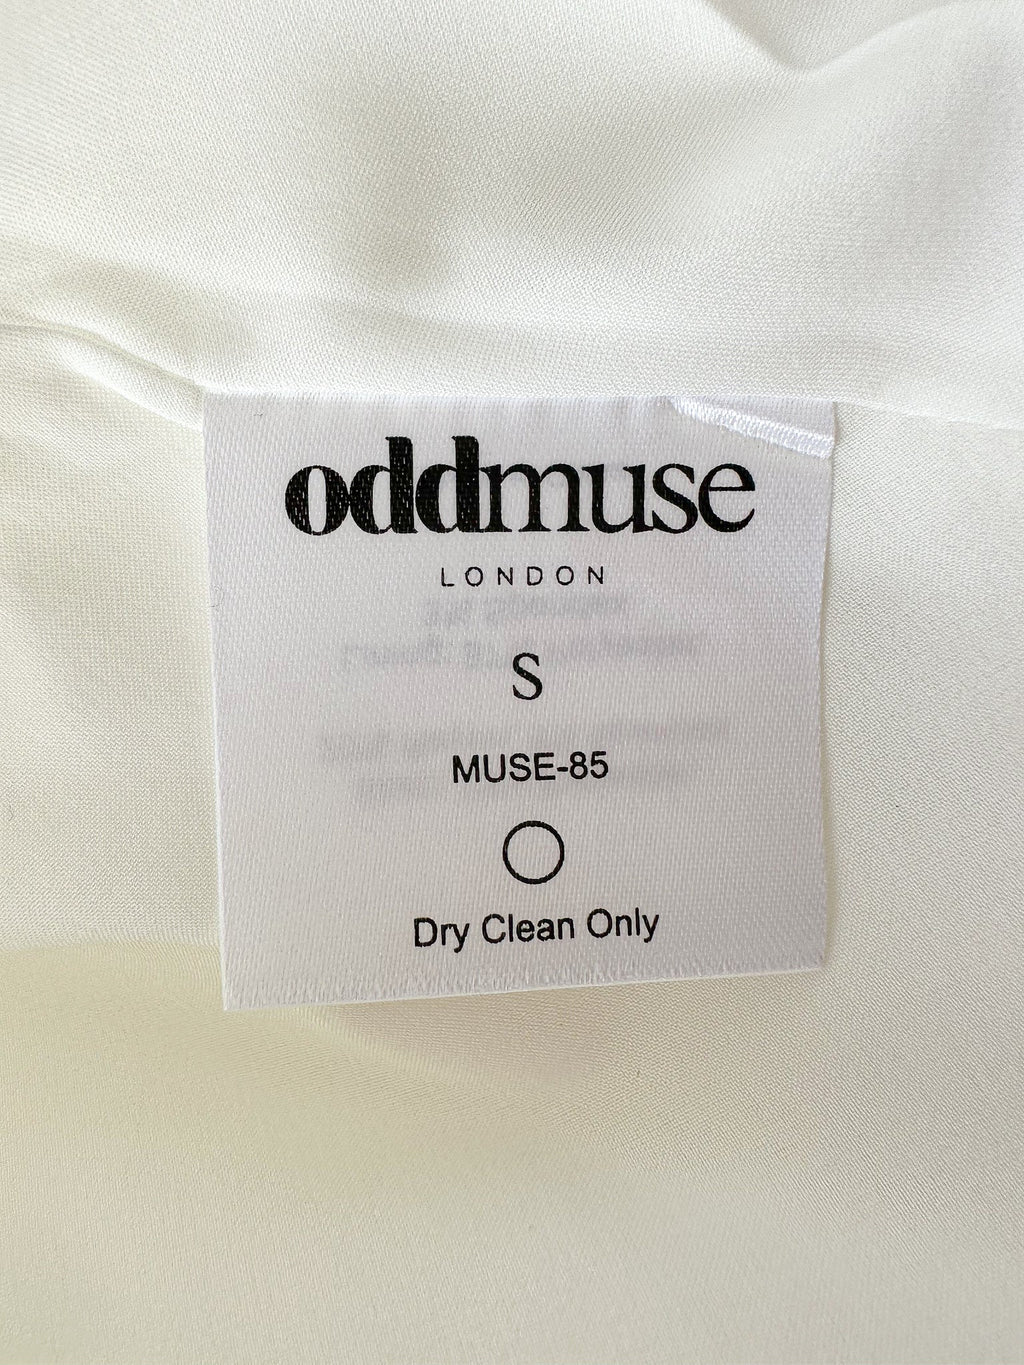 oddmuse
LONDON
S
MUSE-85
Dry Clean Only